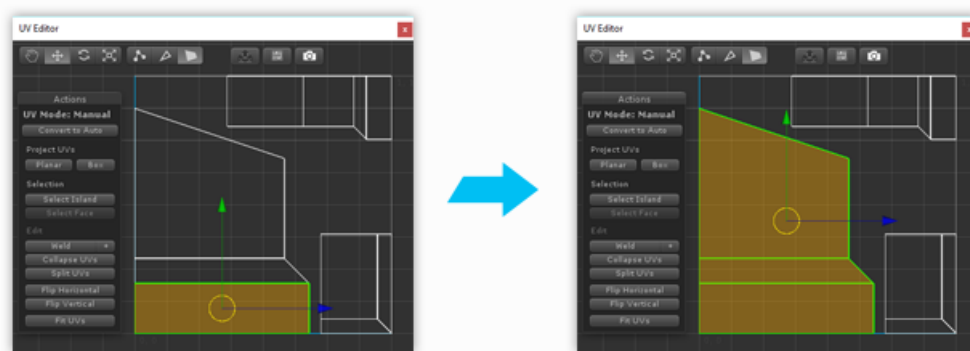 UV Editor
x
Actions
UV Mode: Manual
Convert to Auto
Project UVs
Planar Box
Selection
Select Island
Select Face
Edit
Weld +
Collapse UVs
Split UVs
Flip Horizontal
Flip Vertical
Fit UVs
UV Editor
x
Actions
UV Mode: Manual
Convert to Auto
Project UVs
Planar Box
Selection
Select Island
Select Face
Edit
Weld +
Collapse UVs
Split UVs
Flip Horizontal
Flip Vertical
Fit UVs